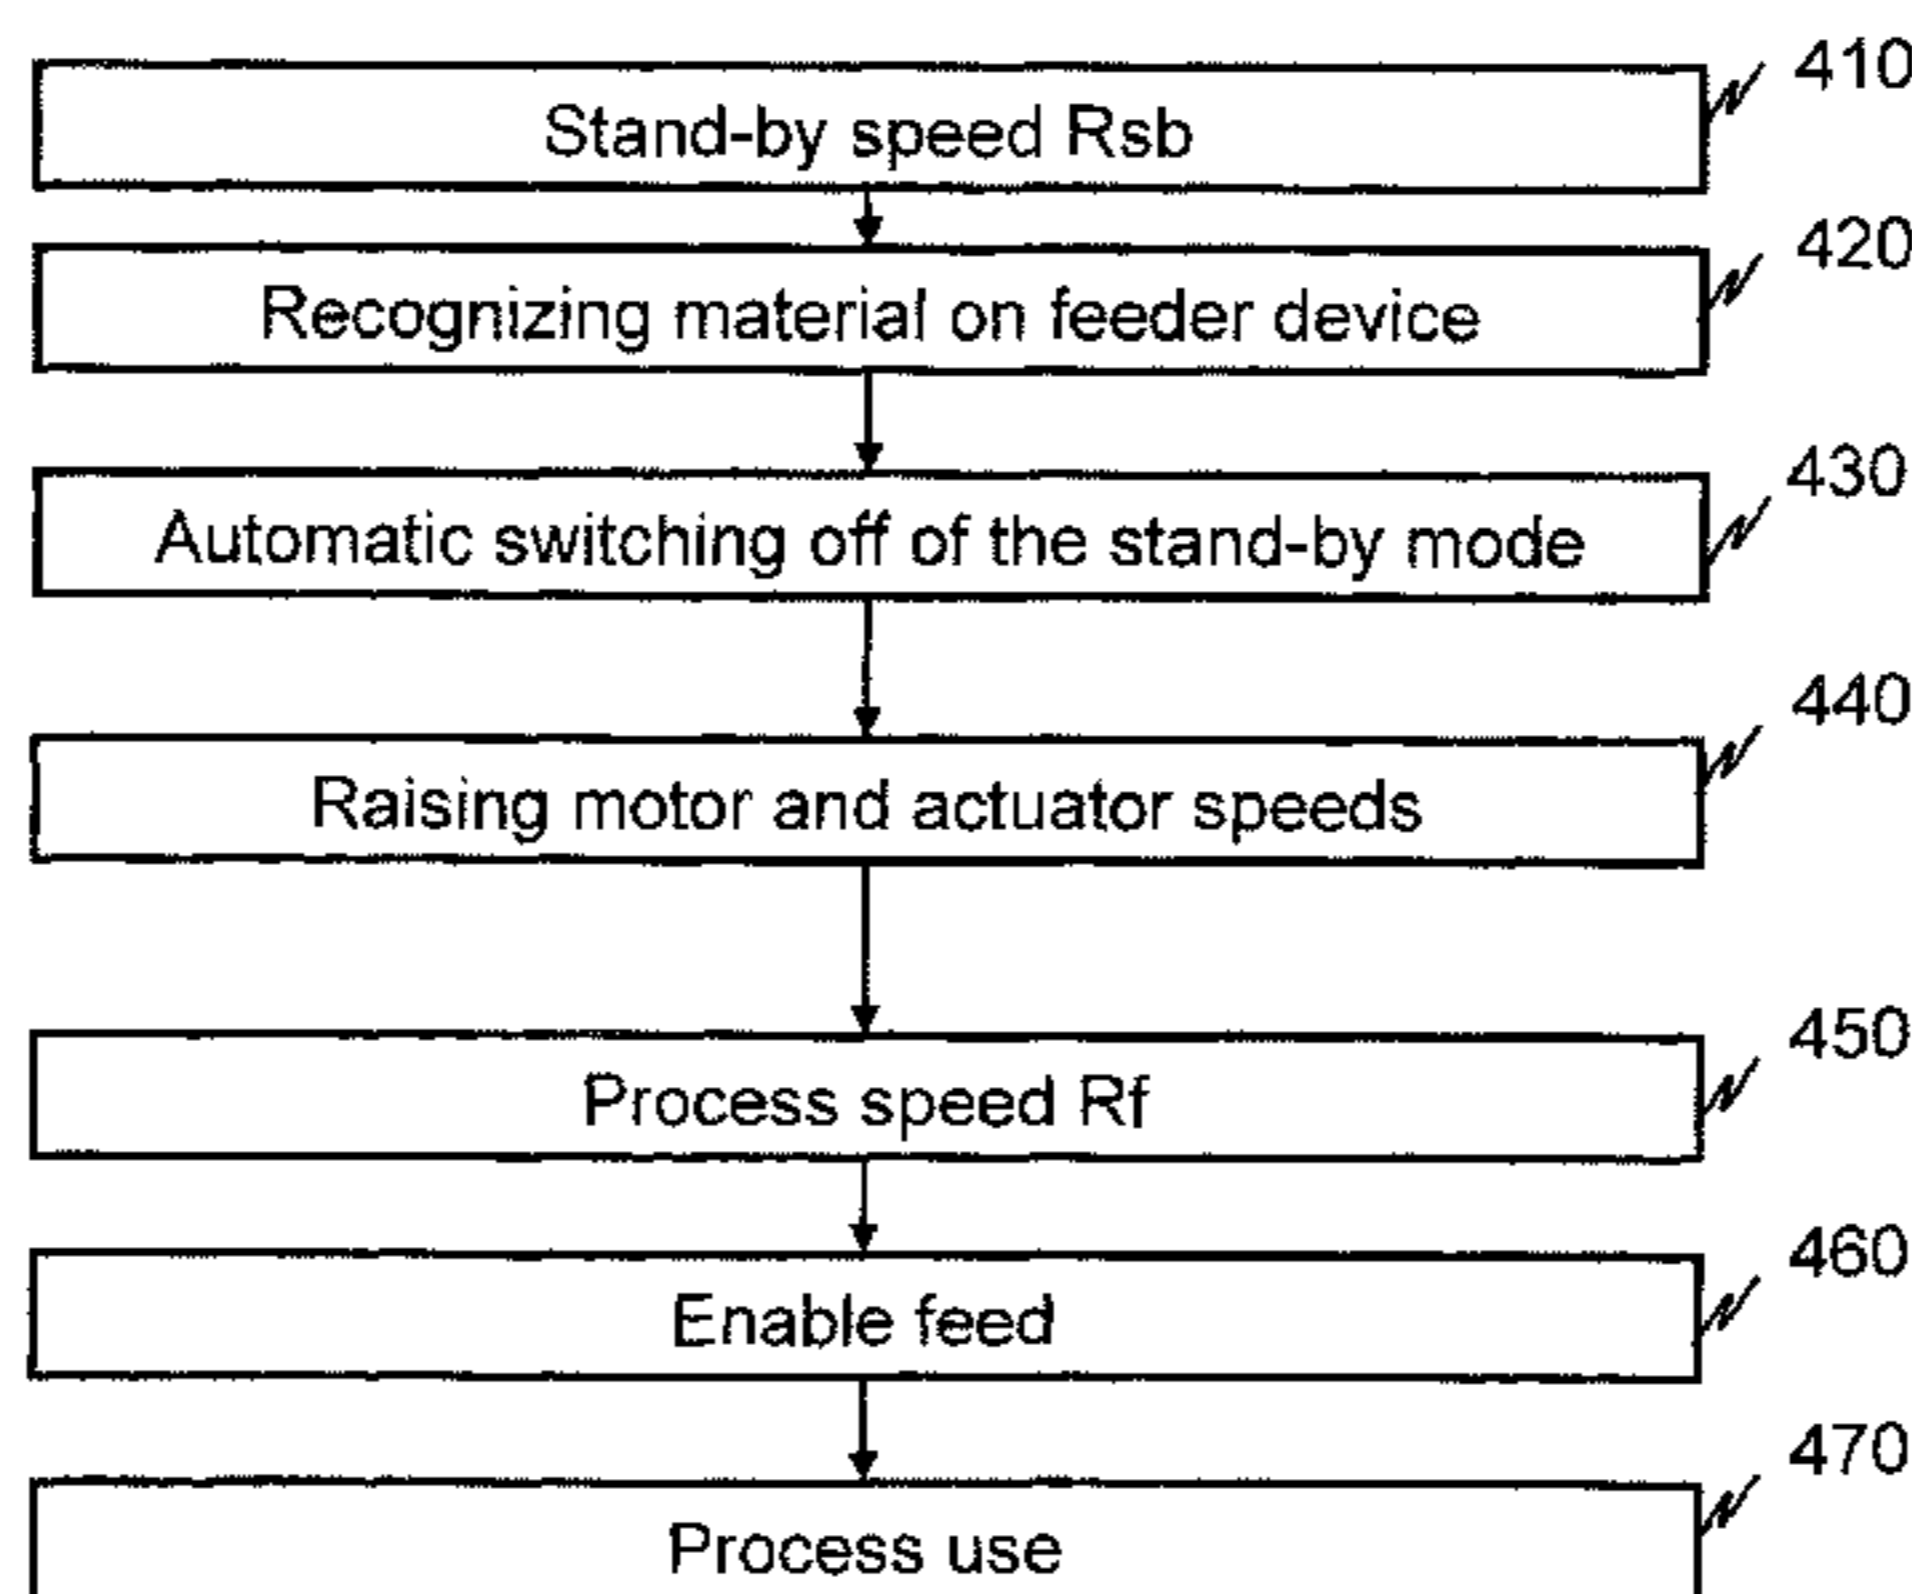 410
Stand-by speed Rsb
420
Recognizing material on feeder device
430
Automatic switching off of the stand-by mode
440
Raising motor and actuator speeds
450
Process speed Rf
460
Enable feed
470
Process use